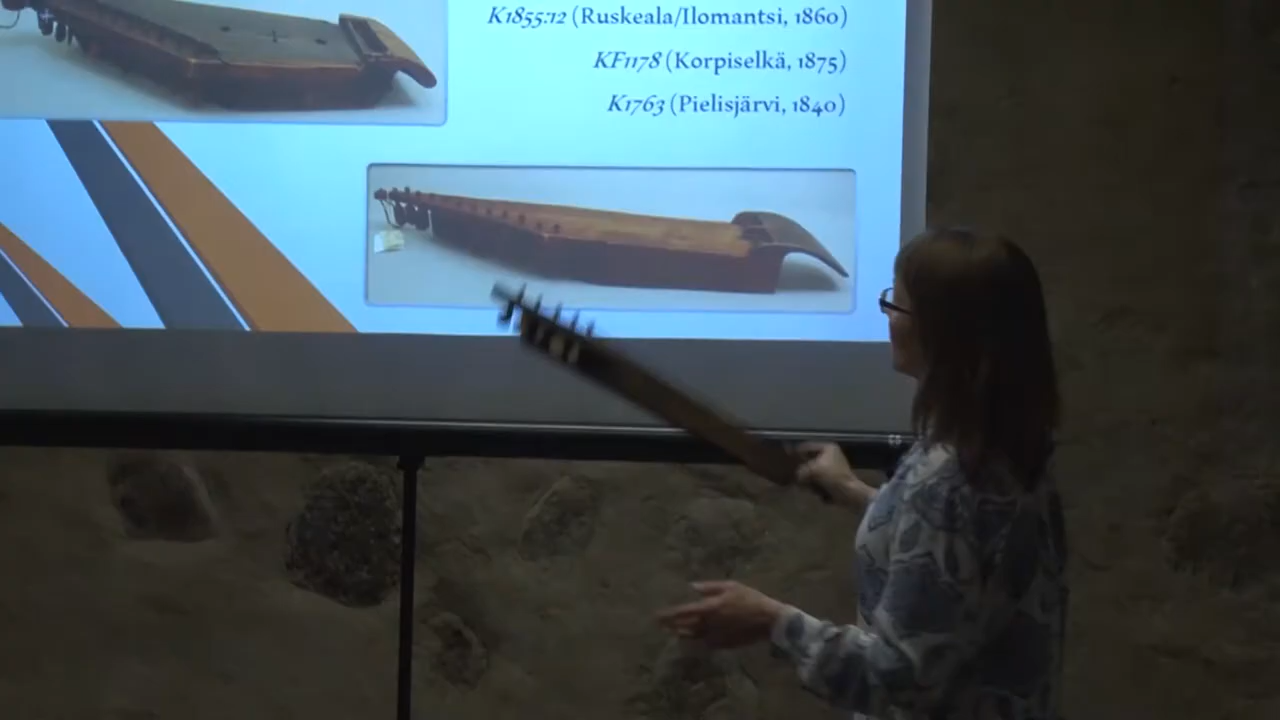 K1855:12 (Ruskeala/Ilomantsi, 1860)
KF1178 (Korpiselkä, 1875)
K1763 (Pielisjärvi, 1840)